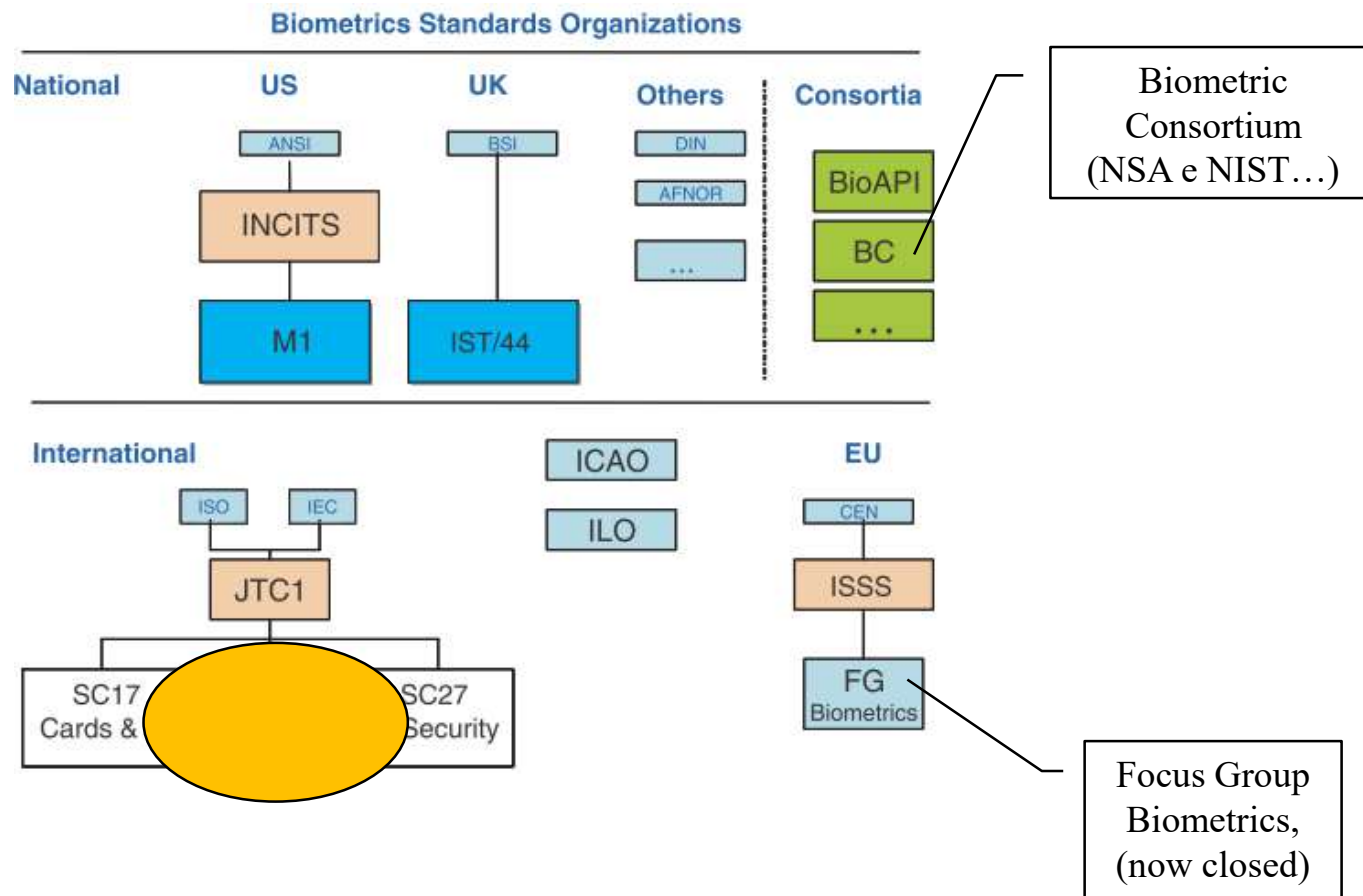 Biometrics Standards Organizations
National
US
UK
Others
Consortia
ANSI
INCITS
M1
BSI
IST/44
DIN
AFNOR
...
BioAPI
BC
...
Biometric
Consortium
(NSA e NIST…)
International
ISO
IEC
JTC1
SC17
Cards &
SC27
Security
ICAO
ILO
EU
CEN
ISSS
FG
Biometrics
Focus Group
Biometrics,
(now closed)